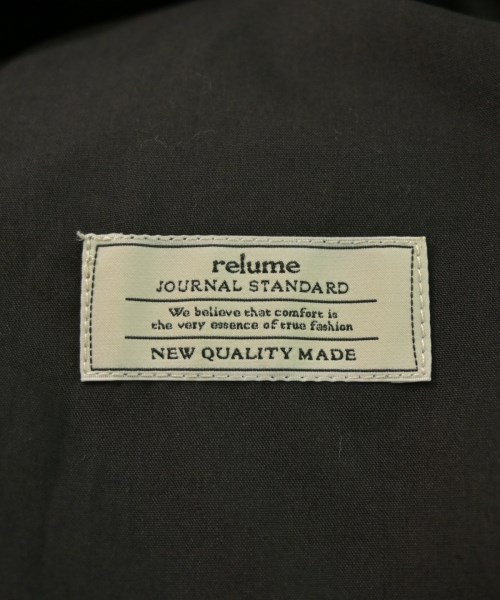 relume
JOURNAL STANDARD
We believe that comfort is
the very essence of true fashion
NEW QUALITY MADE